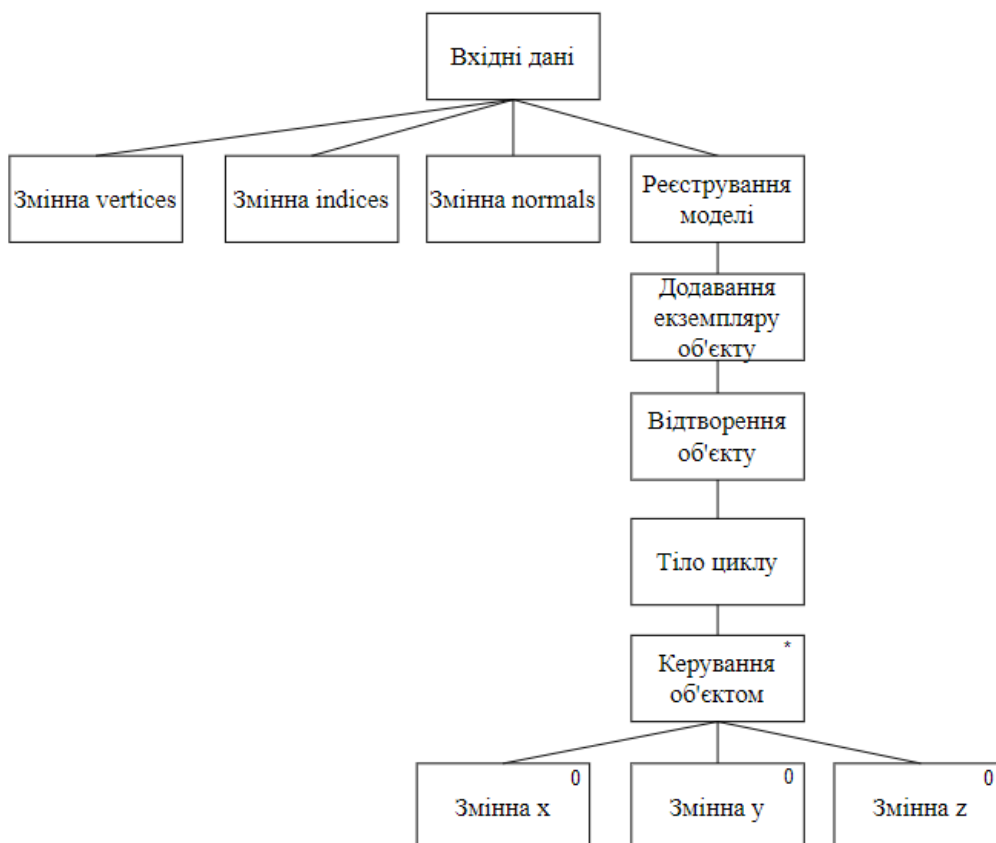 Вхідні дані
Змінна vertices
Змінна indices
Змінна normals
Реєстрування
моделі
Додавання
екземпляру
об'єкту
Відтворення
об'єкту
Тіло циклу
*
Керування
об'єктом
0
Змінна x
0
Змінна y
0
Змінна z